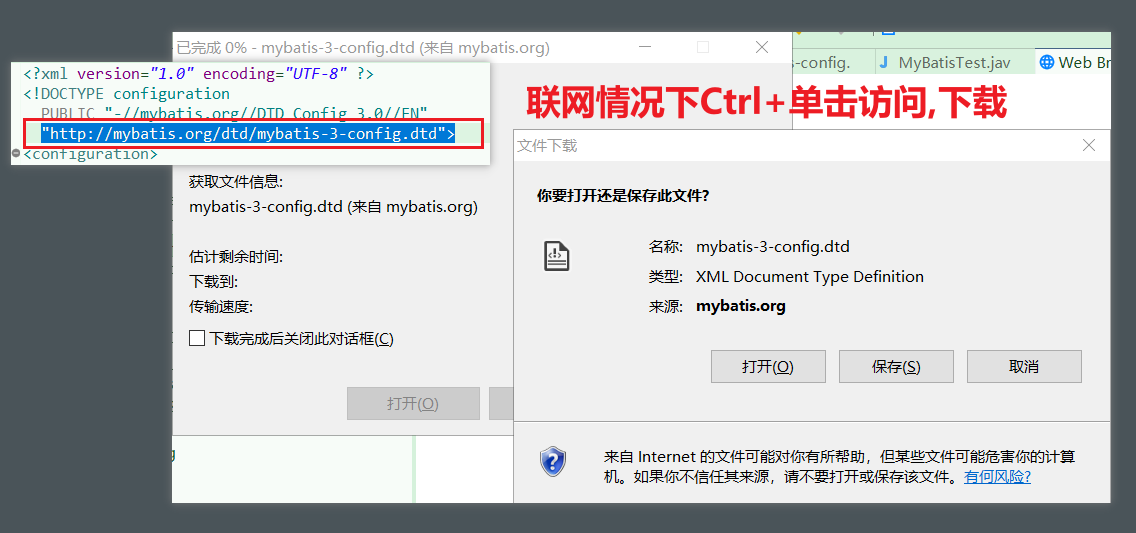 已完成 0% - mybatis-3-config.dtd (来自 mybatis.org)
-config.
MyBatisTest.jav
Web Br
<?xml version="1.0" encoding="UTF-8" ?>
<!DOCTYPE configuration
PUBLIC "-//mybatis.org//DTD Config 3.0//EN"
"http://mybatis.org/dtd/mybatis-3-config.dtd">
<configuration>
联网情况下Ctrl+单击访问,下载
获取文件信息:
mybatis-3-config.dtd (来自 mybatis.org)
估计剩余时间:
下载到:
传输速度:
下载完成后关闭此对话框(C)
打开(O)
文件下载
你要打开还是保存此文件?
名称: mybatis-3-config.dtd
类型: XML Document Type Definition
来源: mybatis.org
打开(O) 保存(S) 取消
来自 Internet 的文件可能对你有所帮助，但某些文件可能危害你的计算
机。如果你不信任其来源，请不要打开或保存该文件。有何风险?